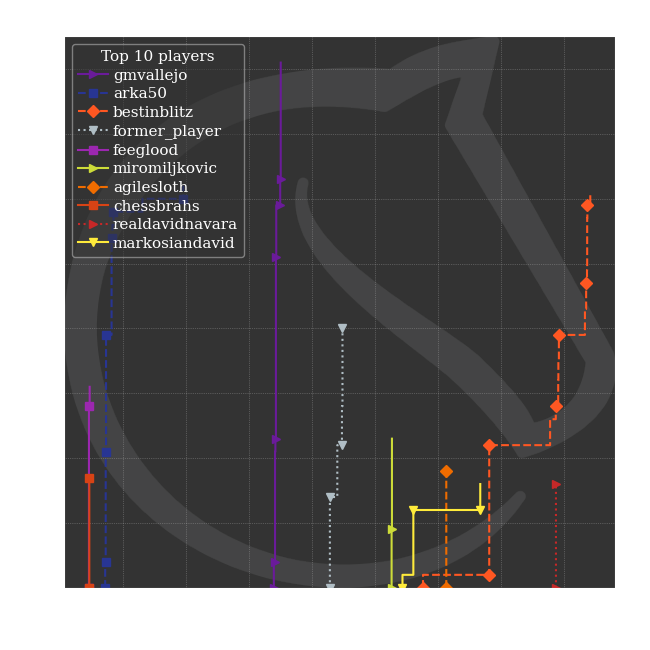 Top 10 players
gmvallejo
arka50
bestinblitz
former_player
feeglood
miromiljkovic
agilesloth
chessbrahs
realdavidnavara
markosiandavid